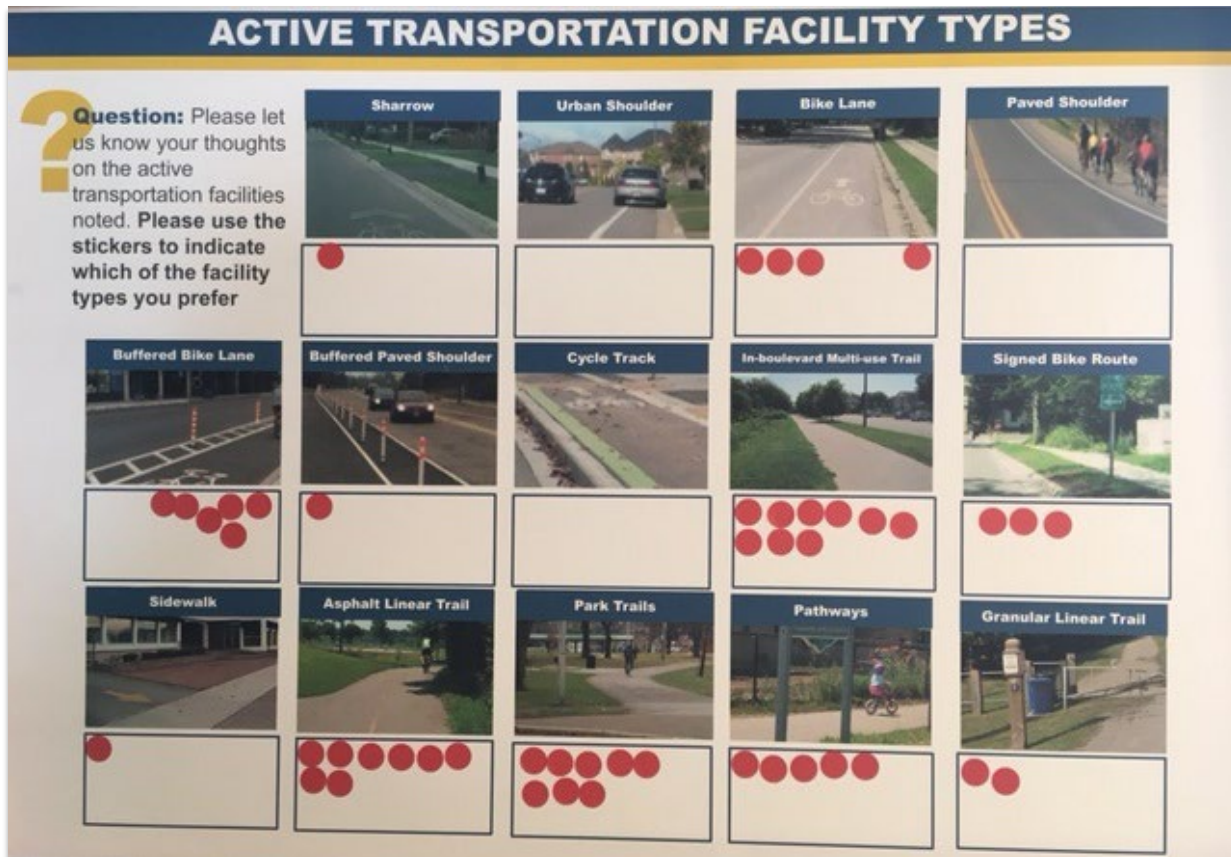 ACTIVE TRANSPORTATION FACILITY TYPES
?
Question: Please let
us know your thoughts
on the active
transportation facilities
noted. Please use the
stickers to indicate
which of the facility
types you prefer
Sharrow
Urban Shoulder
Bike Lane
Paved Shoulder
Buffered Bike Lane
Buffered Paved Shoulder
Cycle Track
In-boulevard Multi-use Trail
Signed Bike Route
Sidewalk
Asphalt Linear Trail
Park Trails
Pathways
Granular Linear Trail